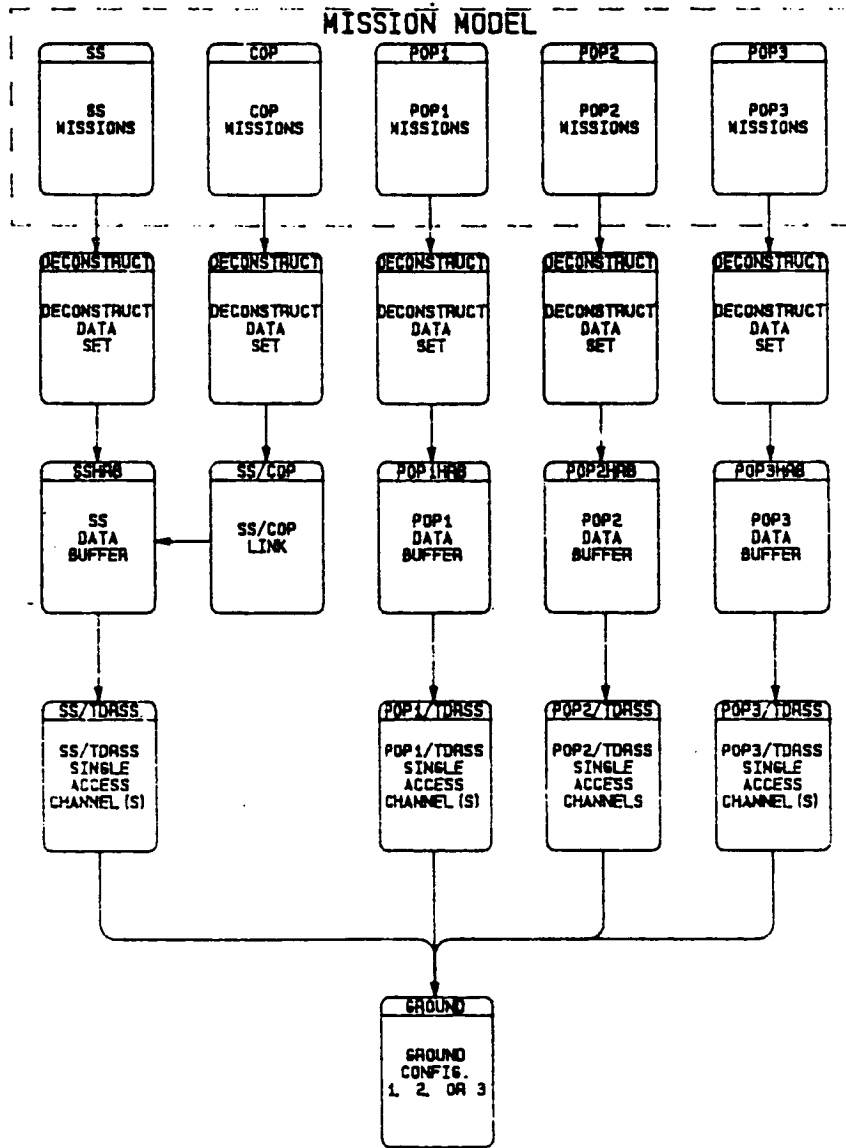 MISSION MODEL
SS COP POP1 POP2 POP3
SS COP POP1 POP2 POP3
MISSIONS MISSIONS MISSIONS MISSIONS MISSIONS
DECONSTRUCT DECONSTRUCT DECONSTRUCT DECONSTRUCT DECONSTRUCT
DECONSTRUCT DECONSTRUCT DECONSTRUCT DECONSTRUCT DECONSTRUCT
DATA DATA DATA DATA DATA
SET SET SET SET SET
SSHAB SS/COP POP1HAB POP2HAB POP3HAB
SS SS/COP POP1 POP2 POP3
DATA LINK DATA DATA DATA
BUFFER BUFFER BUFFER BUFFER
SS/TDRSS POP1/TDRSS POP2/TDRSS POP3/TDRSS
SS/TDRSS POP1/TDRSS POP2/TDRSS POP3/TDRSS
SINGLE SINGLE SINGLE SINGLE
ACCESS ACCESS ACCESS ACCESS
CHANNEL(S) CHANNEL(S) CHANNELS CHANNEL(S)
GROUND
GROUND
CONFIG.
1, 2, OR 3